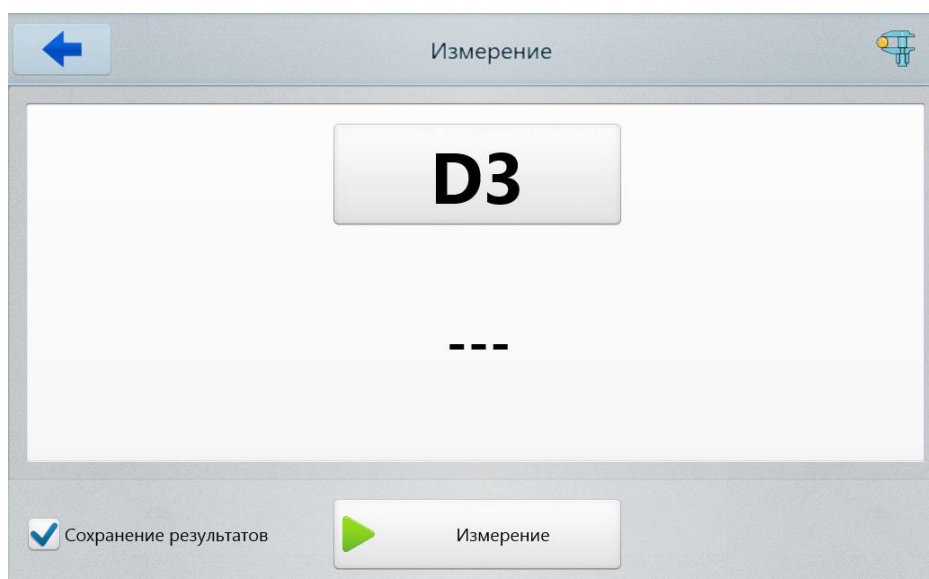 Измерение
D3
---
Сохранение результатов
Измерение